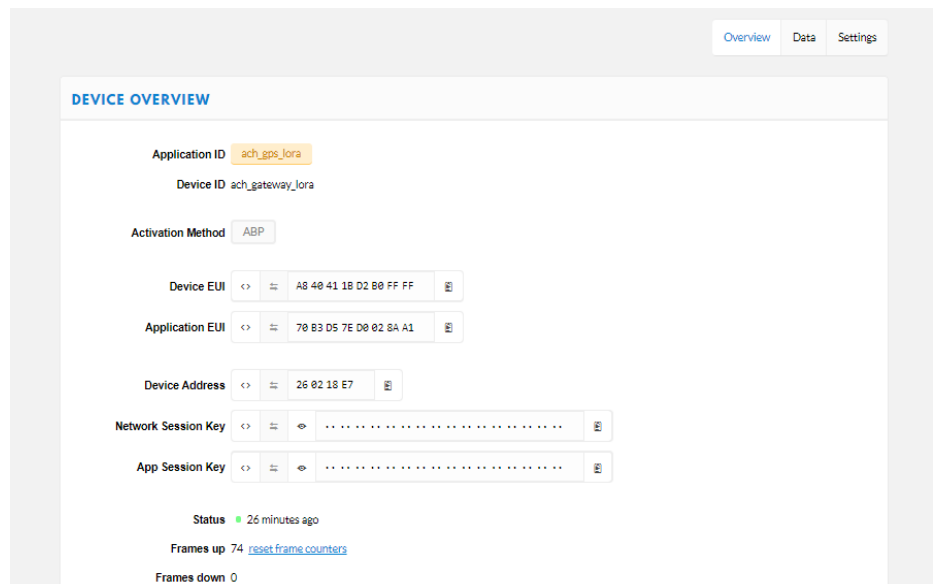 Overview Data Settings
DEVICE OVERVIEW
Application ID ach_gps_lora
Device ID ach_gateway_lora
Activation Method ABP
Device EUI <> A8 40 41 1B D2 B0 FF FF
Application EUI <> 70 B3 D5 7E D0 02 8A A1
Device Address <> 26 02 18 E7
Network Session Key <>
App Session Key <>
Status 26 minutes ago
Frames up 74 reset frame counters
Frames down 0